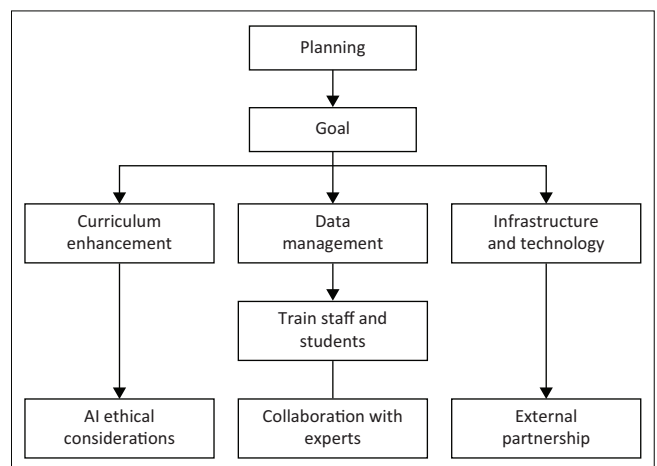 Planning
Goal
Curriculum
enhancement
Data
management
Infrastructure
and technology
Train staff and
students
AI ethical
considerations
Collaboration with
experts
External
partnership